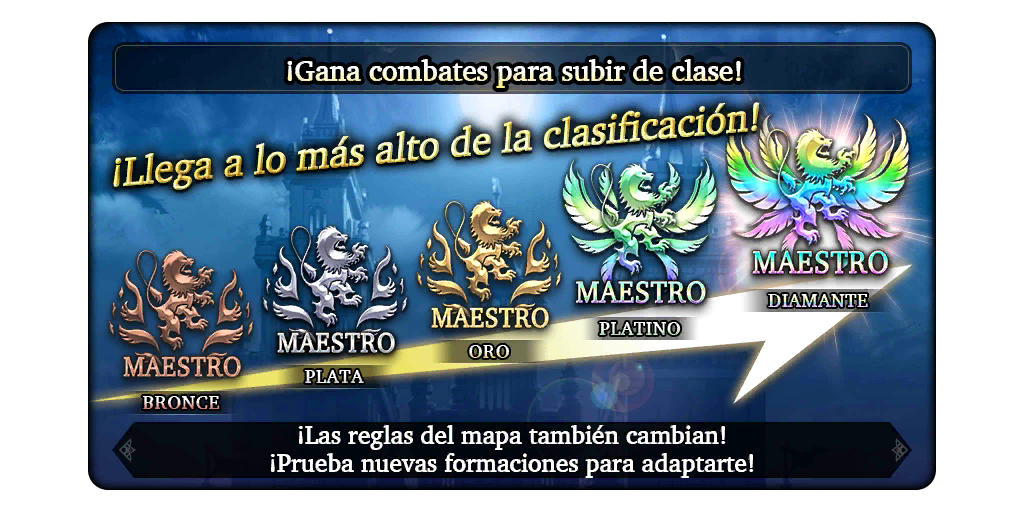 ¡Gana combates para subir de clase!
¡Llega a lo más alto de la clasificación!
MAESTRO
BRONCE
MAESTRO
PLATA
MAESTRO
ORO
MAESTRO
PLATINO
MAESTRO
DIAMANTE
¡Las reglas del mapa también cambian!
¡Prueba nuevas formaciones para adaptarte!